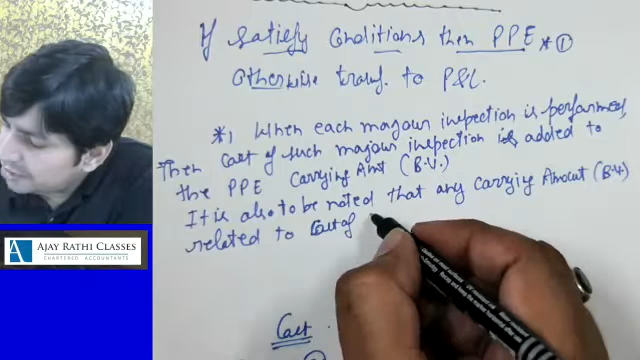 If satisfy Conditions then PPE *①
Otherwise transf. to P&L.
*1 When each magour inspection is performed,
Then Cost of such magour inspection is added to
the PPE Carrying Amt (B.V.)
It is also to be noted that any carrying Amount (B.V.)
related to Cost of
Cost
AJAY RATHI CLASSES
CHARTERED ACCOUNTANTS